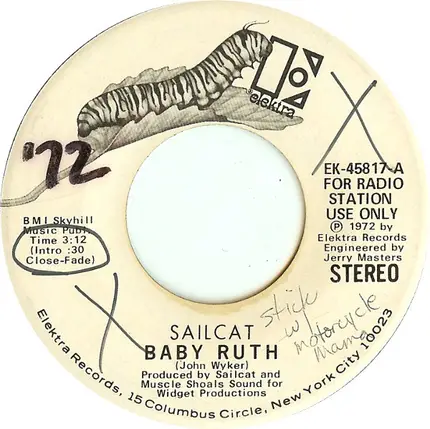 elektra
'72
EK-45817-A
FOR RADIO
STATION
USE ONLY
℗ 1972 by
Elektra Records
Engineered by
Jerry Masters
STEREO
BMI Skyhill
Music Publ.
Time 3:12
(Intro :30
Close-Fade)
stick
w/
motorcycle
mama
SAILCAT
BABY RUTH
(John Wyker)
Produced by Sailcat and
Muscle Shoals Sound for
Widget Productions
Elektra Records, 15 Columbus Circle, New York City 10023